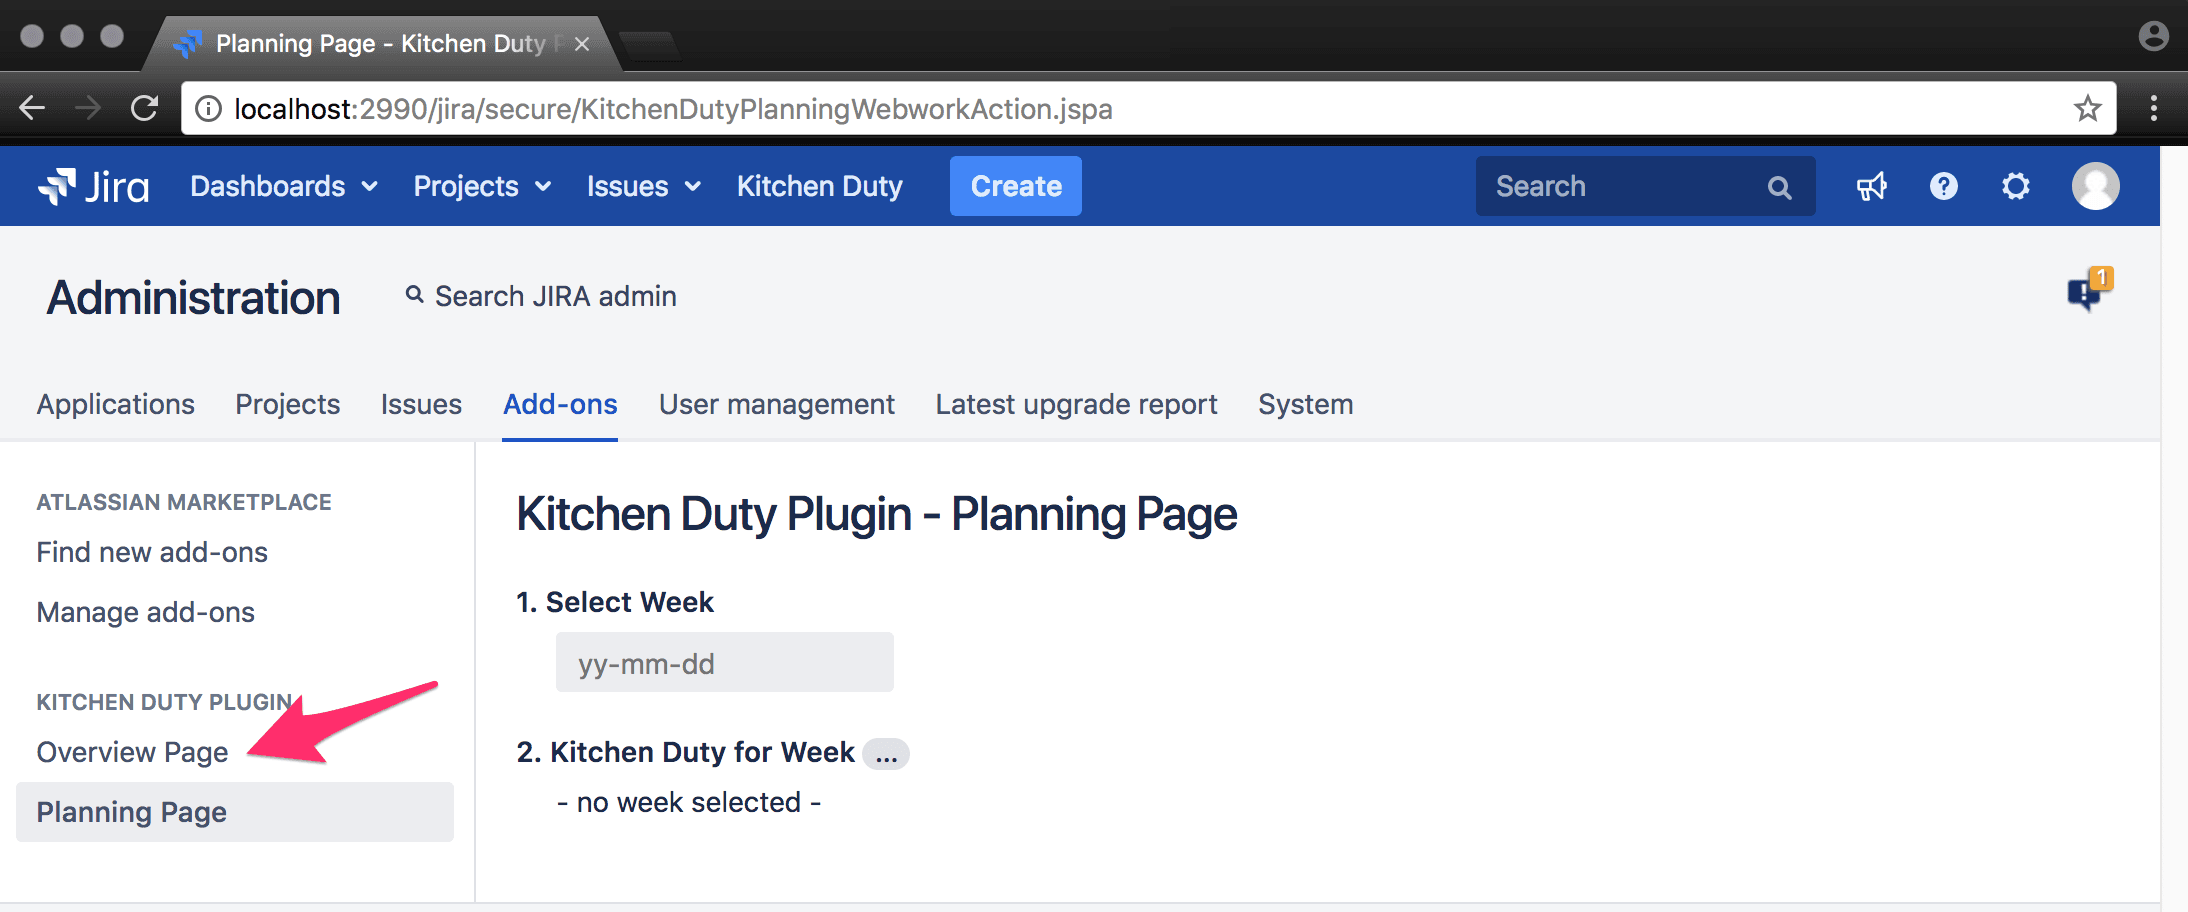 Planning Page - Kitchen Duty
localhost:2990/jira/secure/KitchenDutyPlanningWebworkAction.jspa
Jira Dashboards Projects Issues Kitchen Duty Create Search ?
Administration Search JIRA admin 1
Applications Projects Issues Add-ons User management Latest upgrade report System
ATLASSIAN MARKETPLACE
Find new add-ons
Manage add-ons
KITCHEN DUTY PLUGIN
Overview Page
Planning Page
Kitchen Duty Plugin - Planning Page
1. Select Week
yy-mm-dd
2. Kitchen Duty for Week ...
- no week selected -